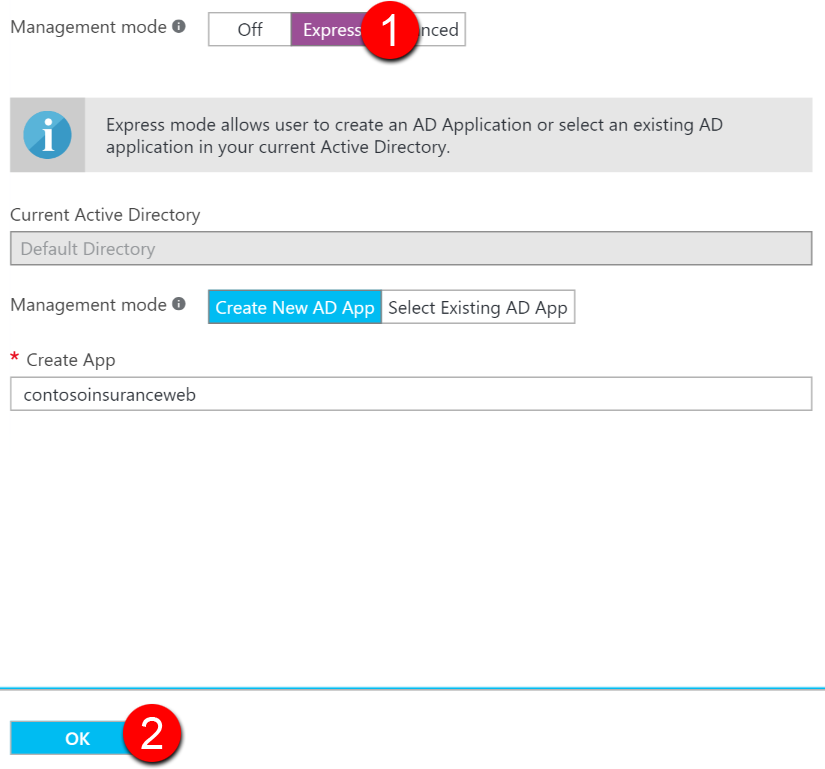 Management mode Off Express 1 nced
Express mode allows user to create an AD Application or select an existing AD
application in your current Active Directory.
Current Active Directory
Default Directory
Management mode Create New AD App Select Existing AD App
* Create App
contosoinsuranceweb
OK 2